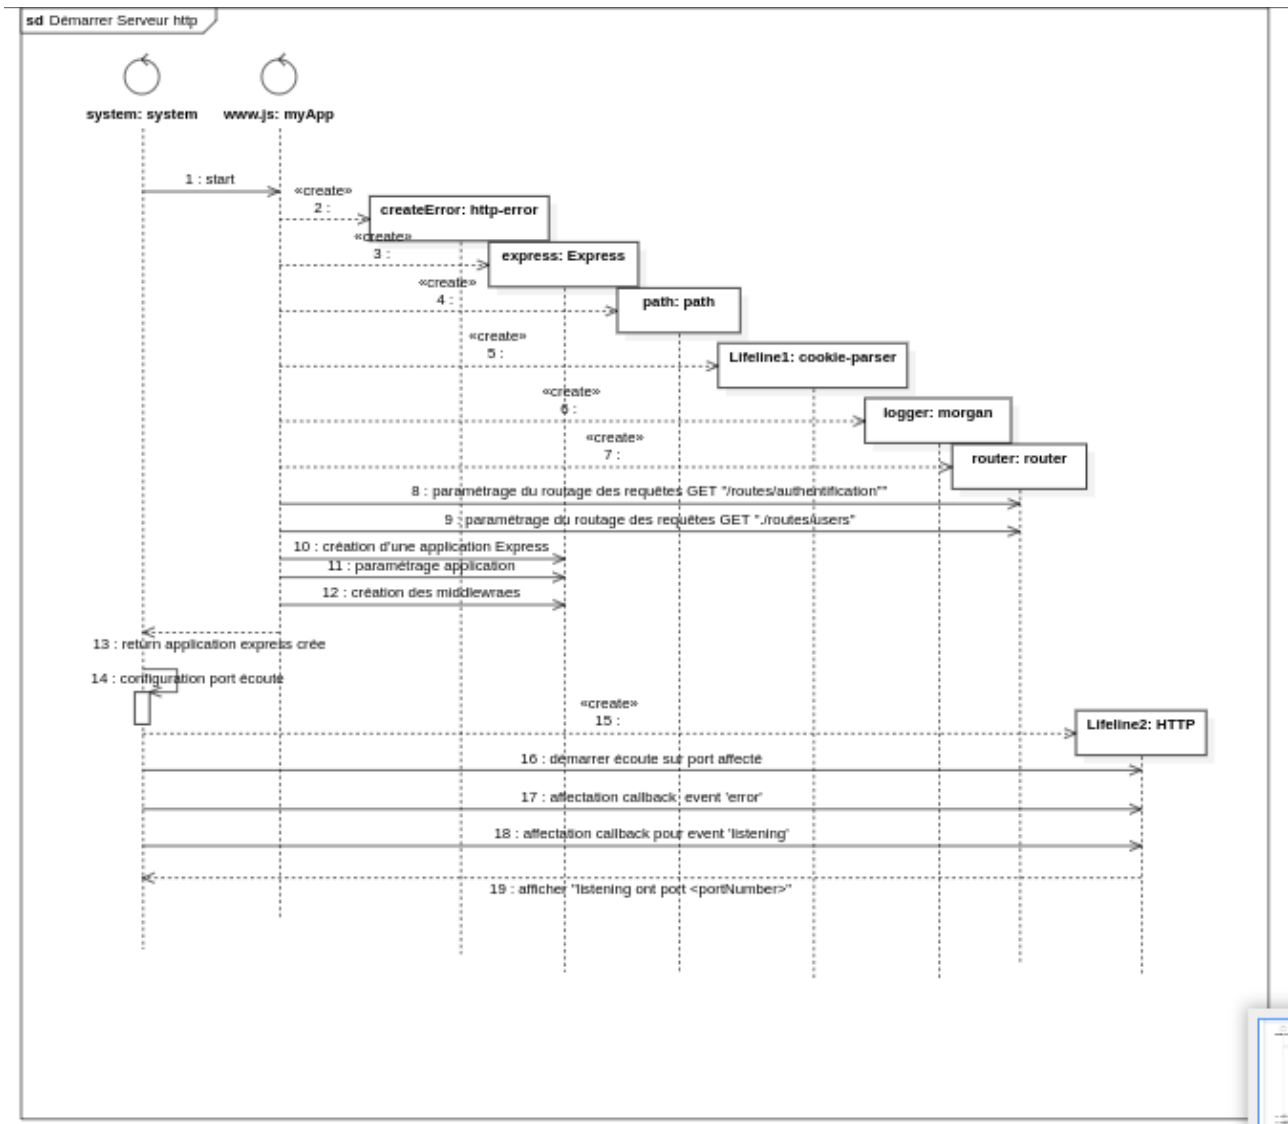 sd Démarrer Serveur http
system: system
www.js: myApp
1 : start
«create»
2 :
createError: http-error
«create»
3 :
express: Express
«create»
4 :
path: path
«create»
5 :
Lifeline1: cookie-parser
«create»
6 :
logger: morgan
«create»
7 :
router: router
8 : paramétrage du routage des requêtes GET "/routes/authentification""
9 : paramétrage du routage des requêtes GET "./routes/users"
10 : création d'une application Express
11 : paramétrage application
12 : création des middlewraes
13 : return application express crée
14 : configuration port écouté
«create»
15 :
Lifeline2: HTTP
16 : démarrer écoute sur port affecté
17 : affectation callback event 'error'
18 : affectation callback pour event 'listening'
19 : afficher "listening ont port <portNumber>"